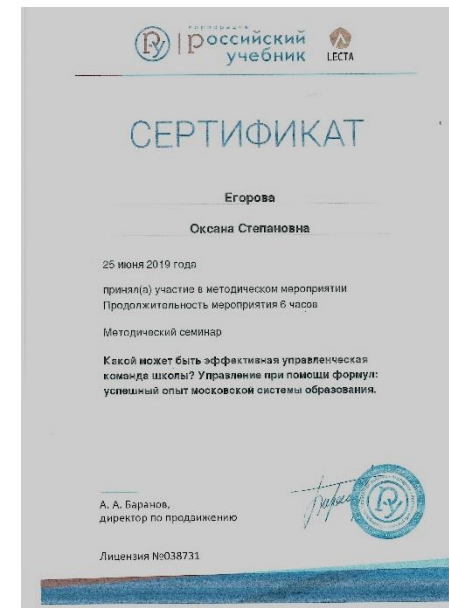 корпорация
российский
учебник
LECTA
СЕРТИФИКАТ
Егорова
Оксана Степановна
25 июня 2019 года
принял(а) участие в методическом мероприятии
Продолжительность мероприятия 6 часов
Методический семинар
Какой может быть эффективная управленческая
команда школы? Управление при помощи формул:
успешный опыт московской системы образования.
А. А. Баранов,
директор по продвижению
Лицензия №038731